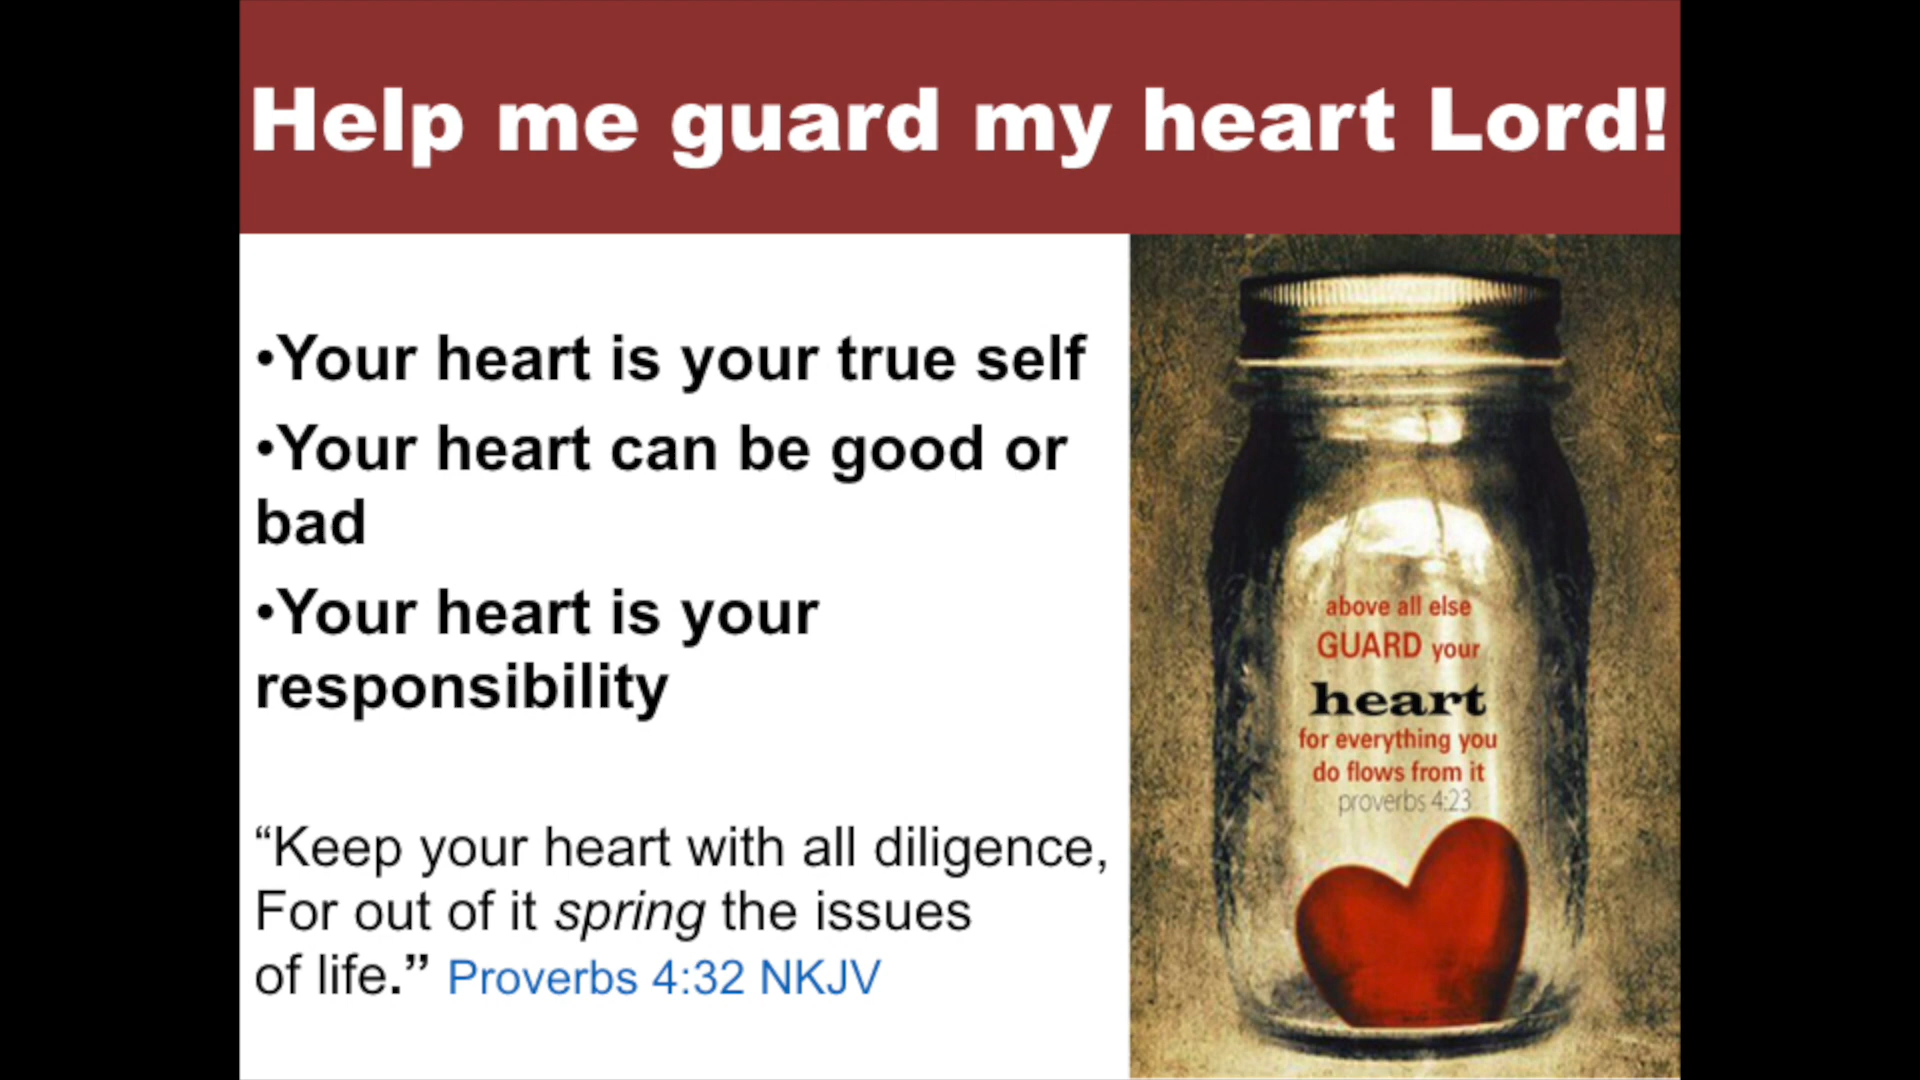 Help me guard my heart Lord!
•Your heart is your true self
•Your heart can be good or
bad
•Your heart is your
responsibility
“Keep your heart with all diligence,
For out of it spring the issues
of life.” Proverbs 4:32 NKJV
above all else
GUARD your
heart
for everything you
do flows from it
proverbs 4:23